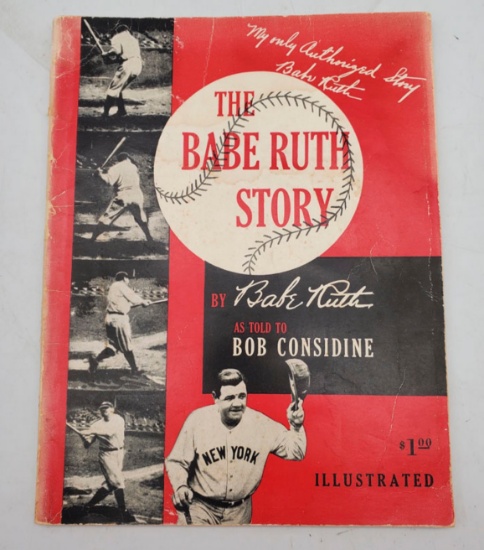 My only Authorized Story
Babe Ruth
THE
BABE RUTH
STORY
BY Babe Ruth
AS TOLD TO
BOB CONSIDINE
NEW YORK
$1.00
ILLUSTRATED